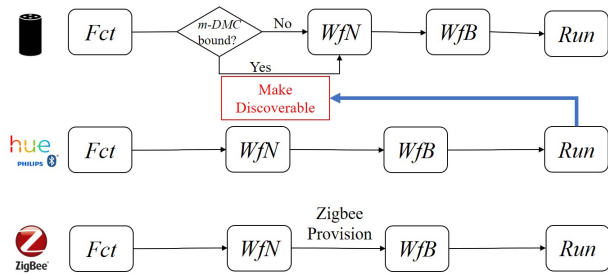 Fct
m-DMC
bound?
No
WfN
WfB
Run
Yes
Make
Discoverable
hue
PHILIPS
Fct
WfN
WfB
Run
Zigbee
Provision
Z
ZigBee
Fct
WfN
WfB
Run